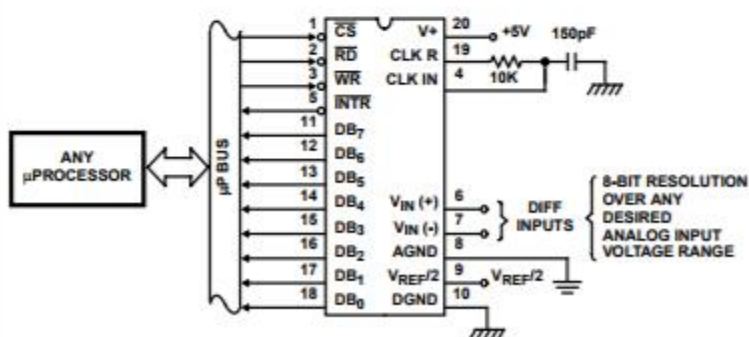 1 CS V+ 20 +5V 150pF
2 RD CLK R 19
3 WR CLK IN 4 10K
5 INTR
11 DB7
12 DB6
13 DB5
14 DB4 VIN (+) 6
15 DB3 VIN (-) 7
16 DB2 AGND 8
17 DB1 VREF/2 9 VREF/2
18 DB0 DGND 10
ANY
µPROCESSOR
µP BUS
DIFF
INPUTS
8-BIT RESOLUTION
OVER ANY
DESIRED
ANALOG INPUT
VOLTAGE RANGE